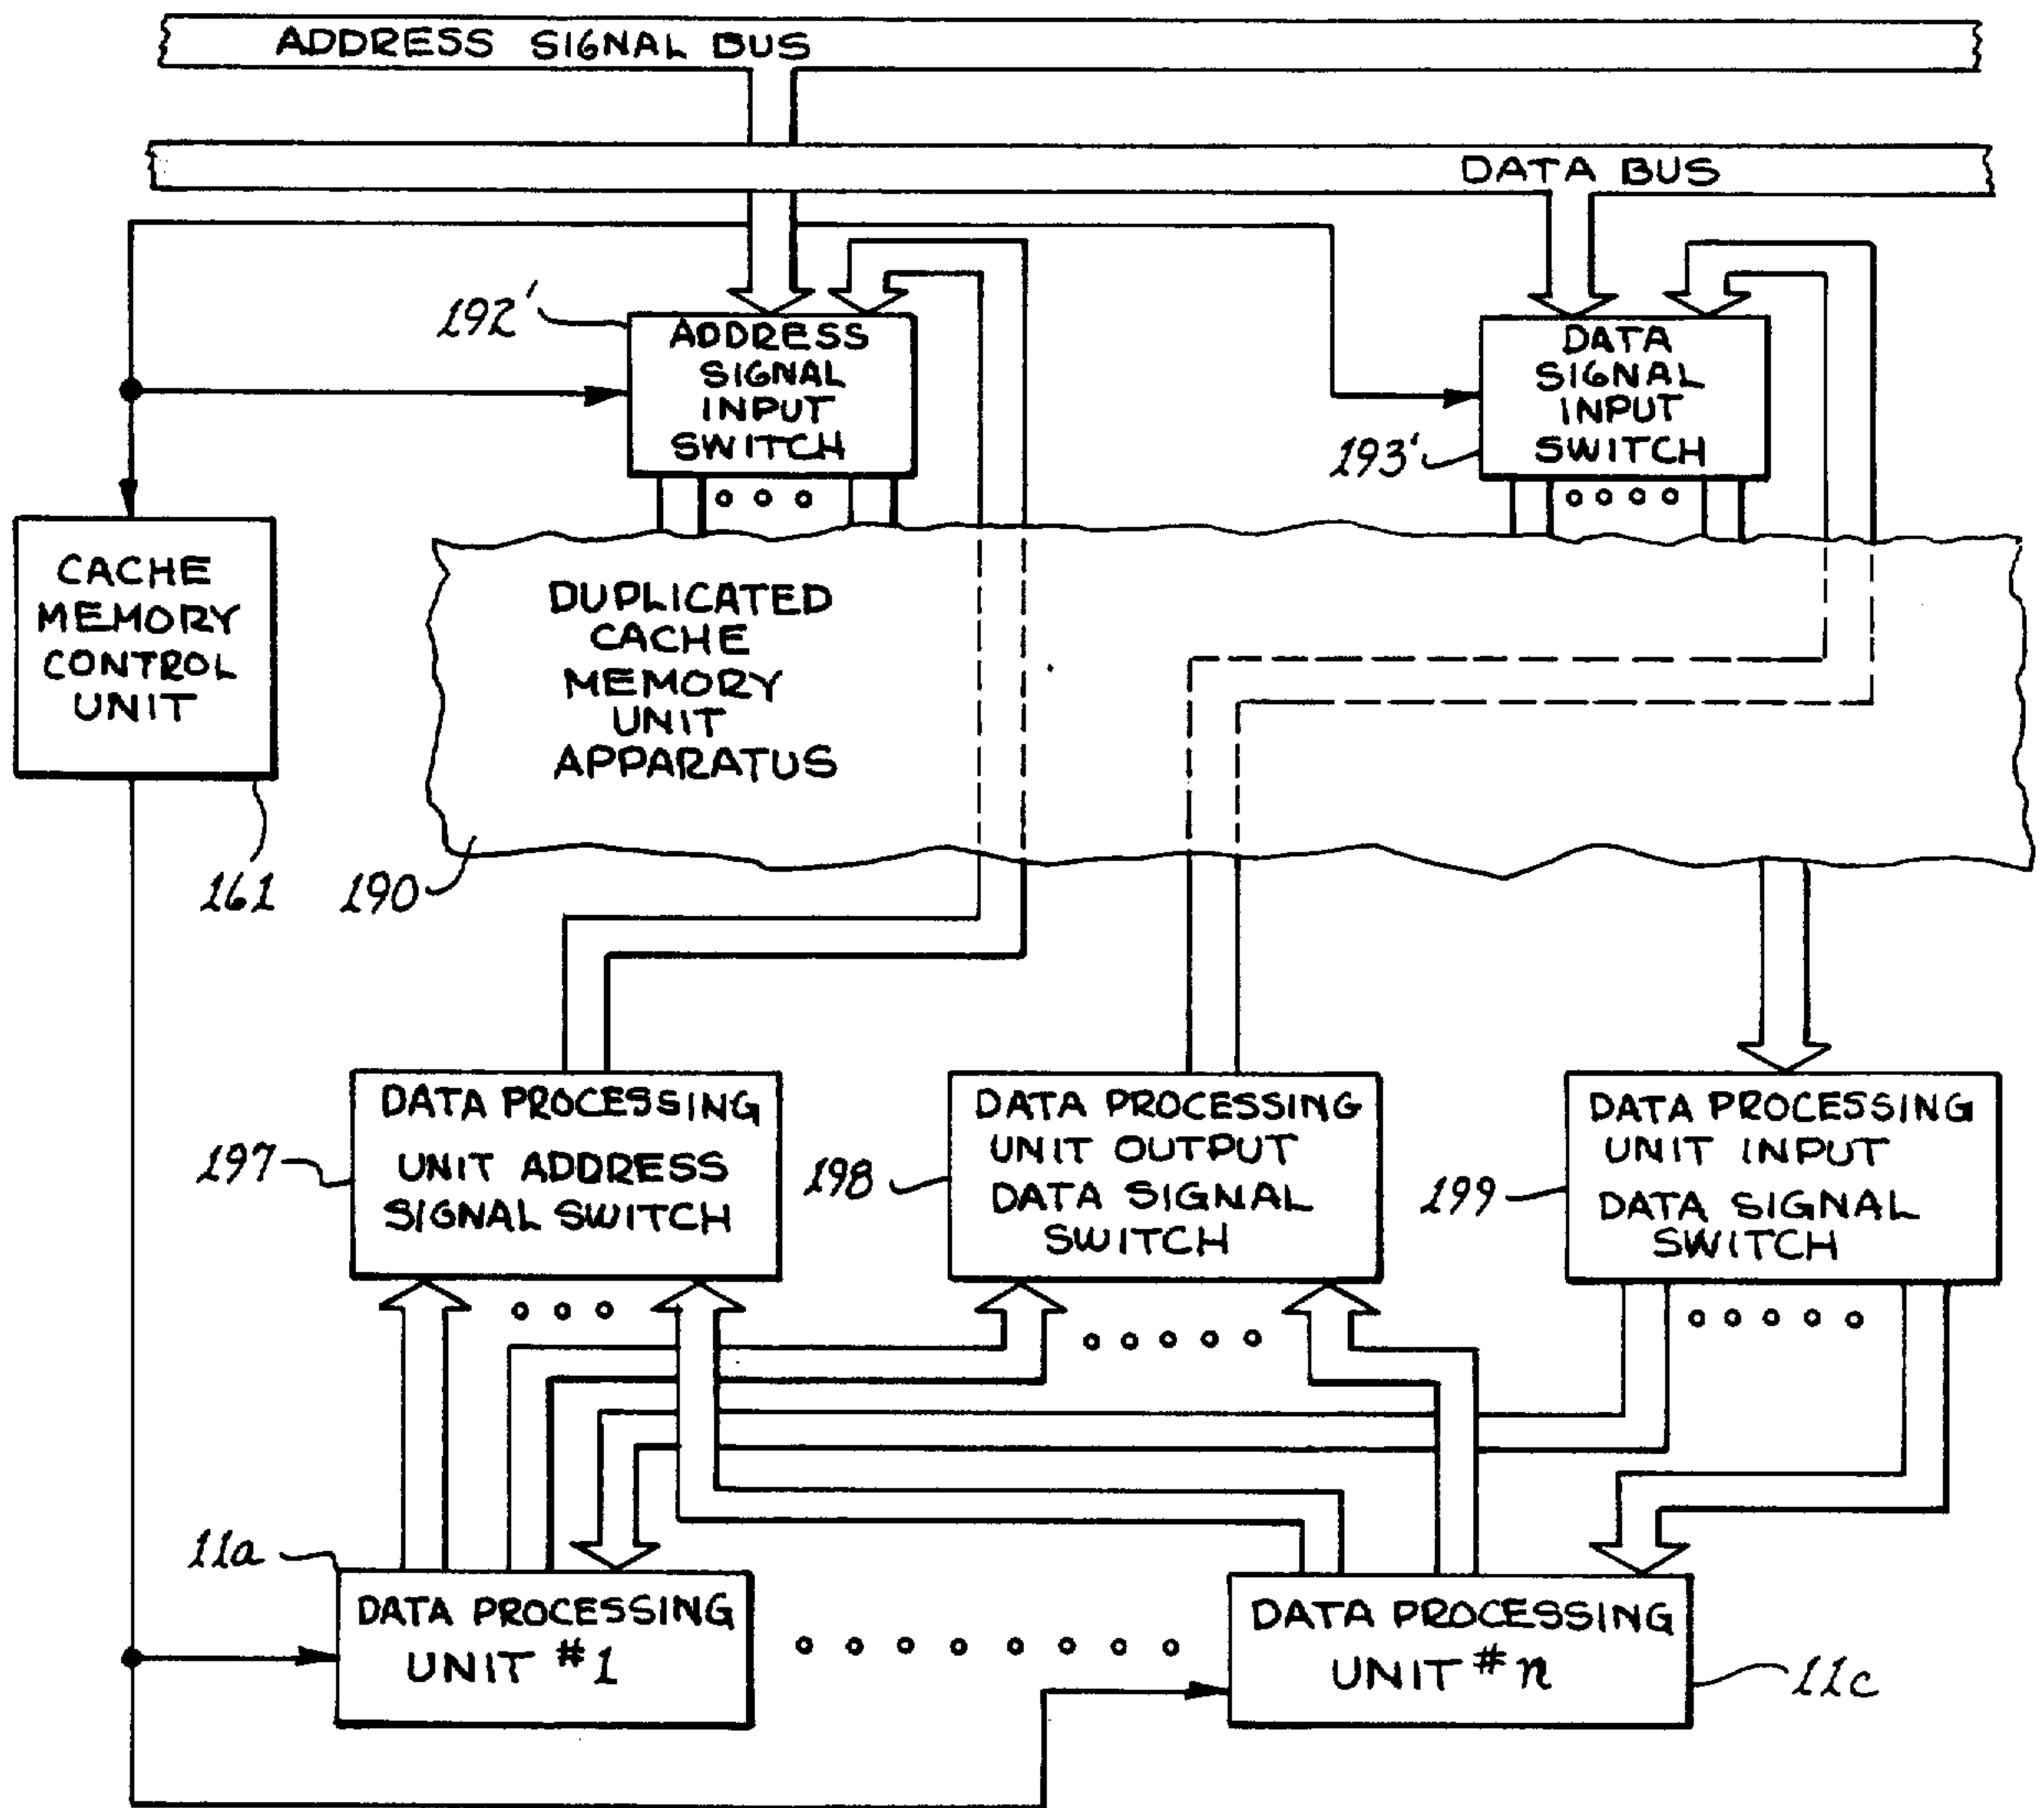 ADDRESS SIGNAL BUS
DATA BUS
192'
ADDRESS
SIGNAL
INPUT
SWITCH
DATA
SIGNAL
INPUT
SWITCH
193'
CACHE
MEMORY
CONTROL
UNIT
161
DUPLICATED
CACHE
MEMORY
UNIT
APPARATUS
190
197
DATA PROCESSING
UNIT ADDRESS
SIGNAL SWITCH
198
DATA PROCESSING
UNIT OUTPUT
DATA SIGNAL
SWITCH
199
DATA PROCESSING
UNIT INPUT
DATA SIGNAL
SWITCH
11a
DATA PROCESSING
UNIT #1
DATA PROCESSING
UNIT #n
11c